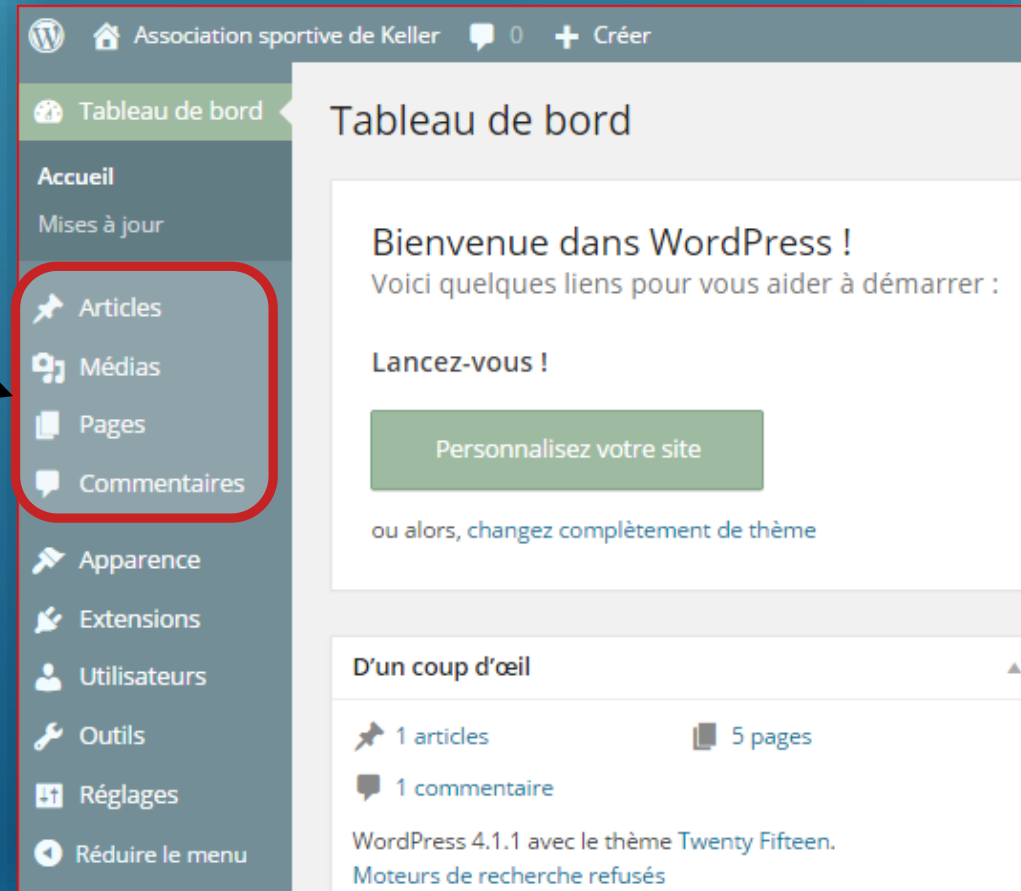 Association sportive de Keller 0 Créer
Tableau de bord
Accueil
Mises à jour
Articles
Médias
Pages
Commentaires
Apparence
Extensions
Utilisateurs
Outils
Réglages
Réduire le menu
Tableau de bord
Bienvenue dans WordPress !
Voici quelques liens pour vous aider à démarrer :
Lancez-vous !
Personnalisez votre site
ou alors, changez complètement de thème
D’un coup d’œil
1 articles 5 pages
1 commentaire
WordPress 4.1.1 avec le thème Twenty Fifteen.
Moteurs de recherche refusés